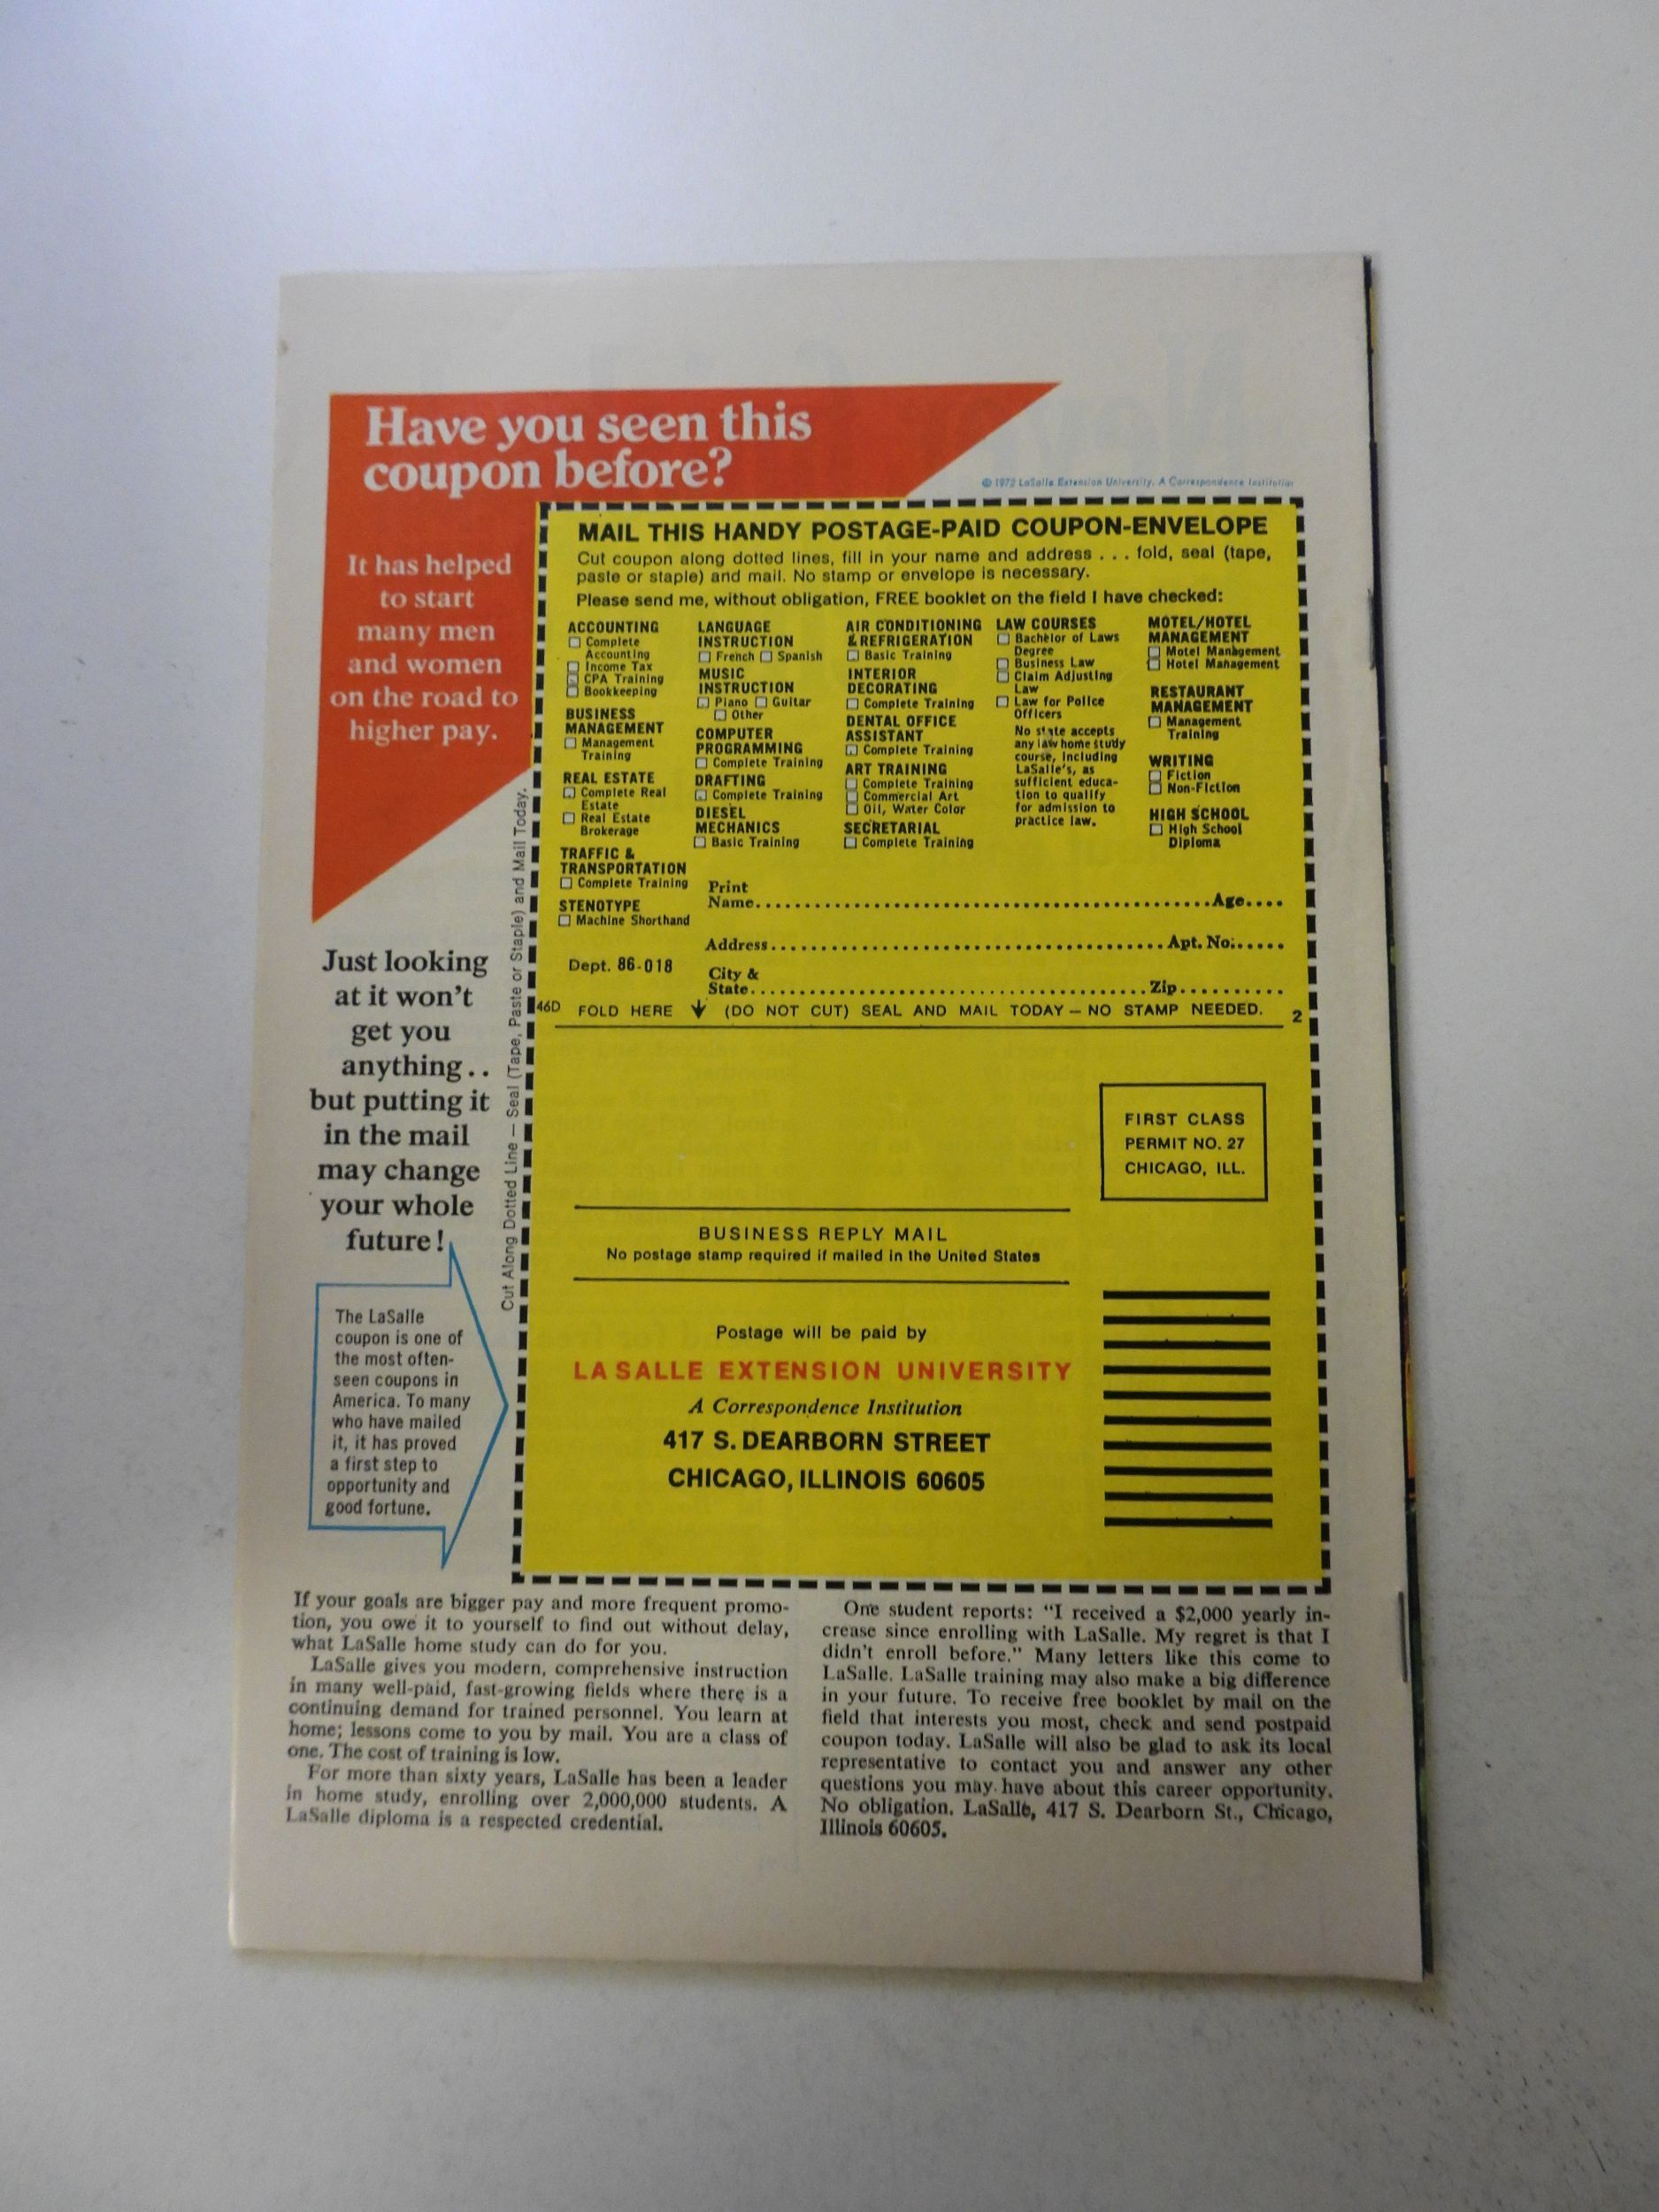 Have you seen this
coupon before?
© 1972 LaSalle Extension University. A Correspondence Institution
It has helped
to start
many men
and women
on the road to
higher pay.
Just looking
at it won't
get you
anything..
but putting it
in the mail
may change
your whole
future!
The LaSalle
coupon is one of
the most often-
seen coupons in
America. To many
who have mailed
it, it has proved
a first step to
opportunity and
good fortune.
Cut Along Dotted Line — Seal (Tape, Paste or Staple) and Mail Today.
MAIL THIS HANDY POSTAGE-PAID COUPON-ENVELOPE
Cut coupon along dotted lines, fill in your name and address . . . fold, seal (tape,
paste or staple) and mail. No stamp or envelope is necessary.
Please send me, without obligation, FREE booklet on the field I have checked:
ACCOUNTING
Complete
Accounting
Income Tax
CPA Training
Bookkeeping
BUSINESS
MANAGEMENT
Management
Training
REAL ESTATE
Complete Real
Estate
Real Estate
Brokerage
TRAFFIC &
TRANSPORTATION
Complete Training
STENOTYPE
Machine Shorthand
LANGUAGE
INSTRUCTION
French Spanish
MUSIC
INSTRUCTION
Piano Guitar
Other
COMPUTER
PROGRAMMING
Complete Training
DRAFTING
Complete Training
DIESEL
MECHANICS
Basic Training
AIR CONDITIONING
& REFRIGERATION
Basic Training
INTERIOR
DECORATING
Complete Training
DENTAL OFFICE
ASSISTANT
Complete Training
ART TRAINING
Complete Training
Commercial Art
Oil, Water Color
SECRETARIAL
Complete Training
LAW COURSES
Bachelor of Laws
Degree
Business Law
Claim Adjusting
Law
Law for Police
Officers
No state accepts
any law home study
course, including
LaSalle's, as
sufficient educa-
tion to qualify
for admission to
practice law.
MOTEL/HOTEL
MANAGEMENT
Motel Management
Hotel Management
RESTAURANT
MANAGEMENT
Management
Training
WRITING
Fiction
Non-Fiction
HIGH SCHOOL
High School
Diploma
Print
Name........................................Age....
Address........................................Apt. No:.....
Dept. 86-018
City &
State........................................Zip..........
46D FOLD HERE ↓ (DO NOT CUT) SEAL AND MAIL TODAY — NO STAMP NEEDED. 2
FIRST CLASS
PERMIT NO. 27
CHICAGO, ILL.
BUSINESS REPLY MAIL
No postage stamp required if mailed in the United States
Postage will be paid by
LA SALLE EXTENSION UNIVERSITY
A Correspondence Institution
417 S. DEARBORN STREET
CHICAGO, ILLINOIS 60605
If your goals are bigger pay and more frequent promo-
tion, you owe it to yourself to find out without delay,
what LaSalle home study can do for you.
LaSalle gives you modern, comprehensive instruction
in many well-paid, fast-growing fields where there is a
continuing demand for trained personnel. You learn at
home; lessons come to you by mail. You are a class of
one. The cost of training is low.
For more than sixty years, LaSalle has been a leader
in home study, enrolling over 2,000,000 students. A
LaSalle diploma is a respected credential.
One student reports: "I received a $2,000 yearly in-
crease since enrolling with LaSalle. My regret is that I
didn't enroll before." Many letters like this come to
LaSalle. LaSalle training may also make a big difference
in your future. To receive free booklet by mail on the
field that interests you most, check and send postpaid
coupon today. LaSalle will also be glad to ask its local
representative to contact you and answer any other
questions you may have about this career opportunity.
No obligation. LaSalle, 417 S. Dearborn St., Chicago,
Illinois 60605.